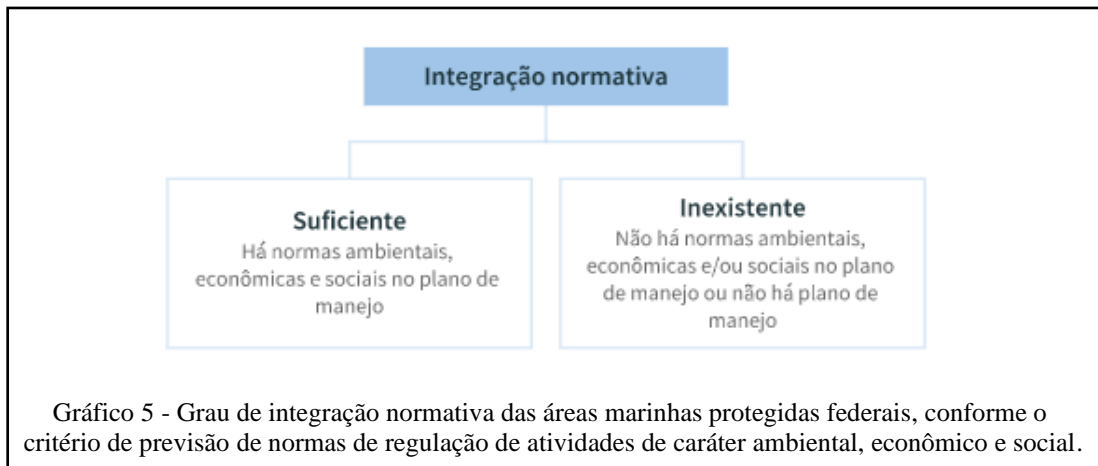 Integração normativa
Suficiente
Há normas ambientais,
econômicas e sociais no plano de
manejo
Inexistente
Não há normas ambientais,
econômicas e/ou sociais no plano
de manejo ou não há plano de
manejo
Gráfico 5 - Grau de integração normativa das áreas marinhas protegidas federais, conforme o
critério de previsão de normas de regulação de atividades de caráter ambiental, econômico e social.